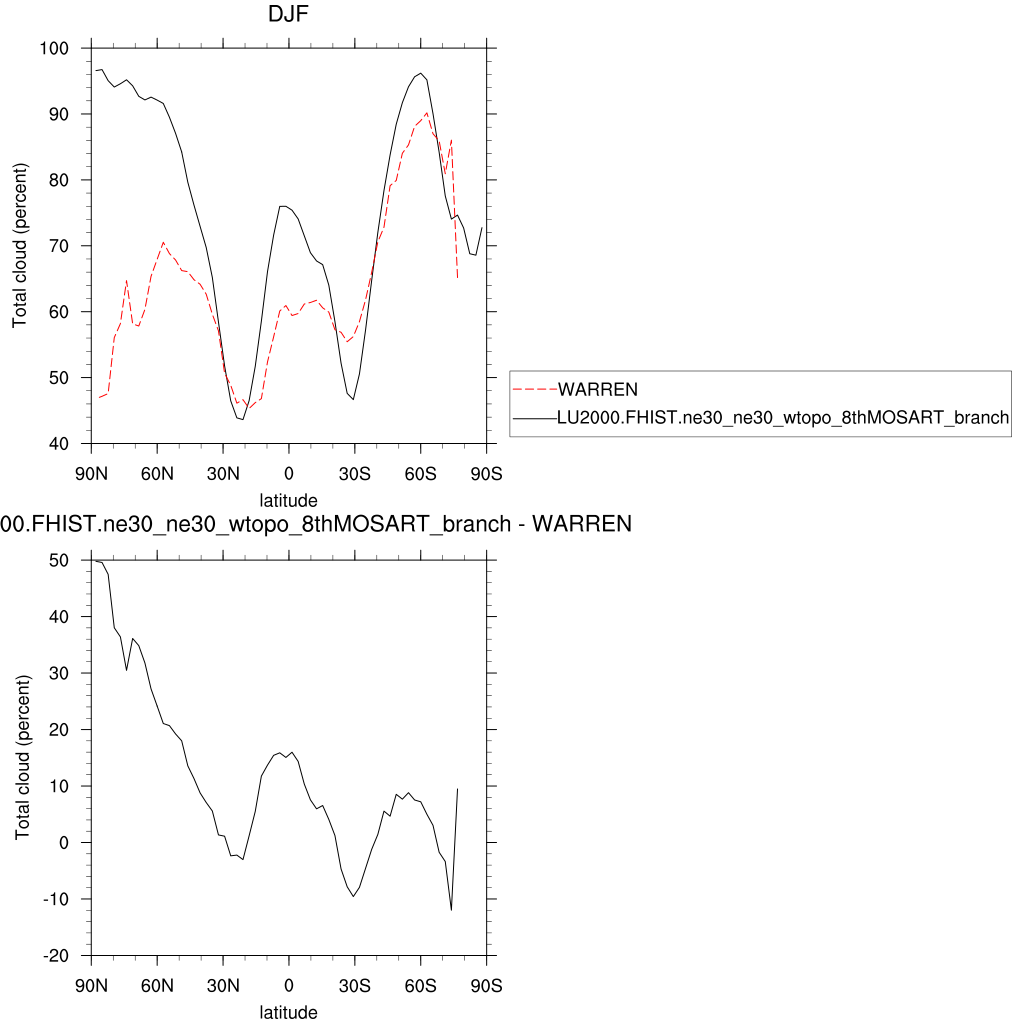 DJF
100
90
80
70
60
50
40
Total cloud (percent)
90N 60N 30N 0 30S 60S 90S
latitude
WARREN
LU2000.FHIST.ne30_ne30_wtopo_8thMOSART_branch
00.FHIST.ne30_ne30_wtopo_8thMOSART_branch - WARREN
50
40
30
20
10
0
-10
-20
Total cloud (percent)
90N 60N 30N 0 30S 60S 90S
latitude